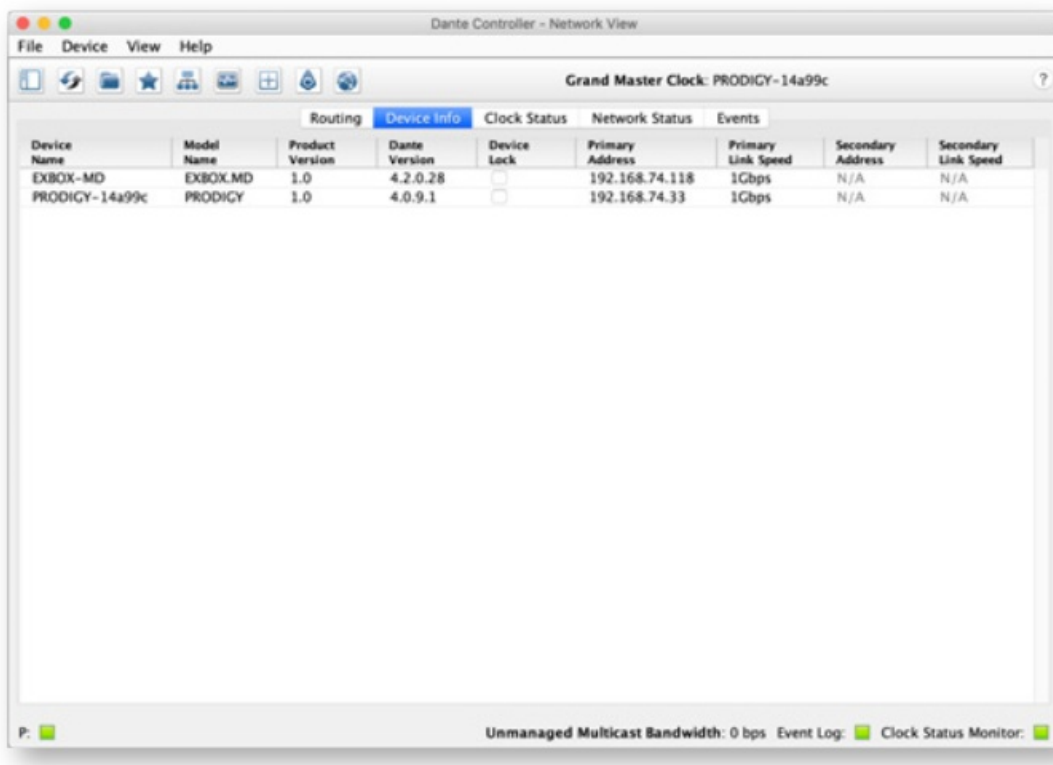 Dante Controller - Network View
File Device View Help
Grand Master Clock: PRODIGY-14a99c ?
Routing Device Info Clock Status Network Status Events
Device Name Model Name Product Version Dante Version Device Lock Primary Address Primary Link Speed Secondary Address Secondary Link Speed
EXBOX-MD EXBOX.MD 1.0 4.2.0.28 192.168.74.118 1Gbps N/A N/A
PRODIGY-14a99c PRODIGY 1.0 4.0.9.1 192.168.74.33 1Gbps N/A N/A
P: Unmanaged Multicast Bandwidth: 0 bps Event Log: Clock Status Monitor: